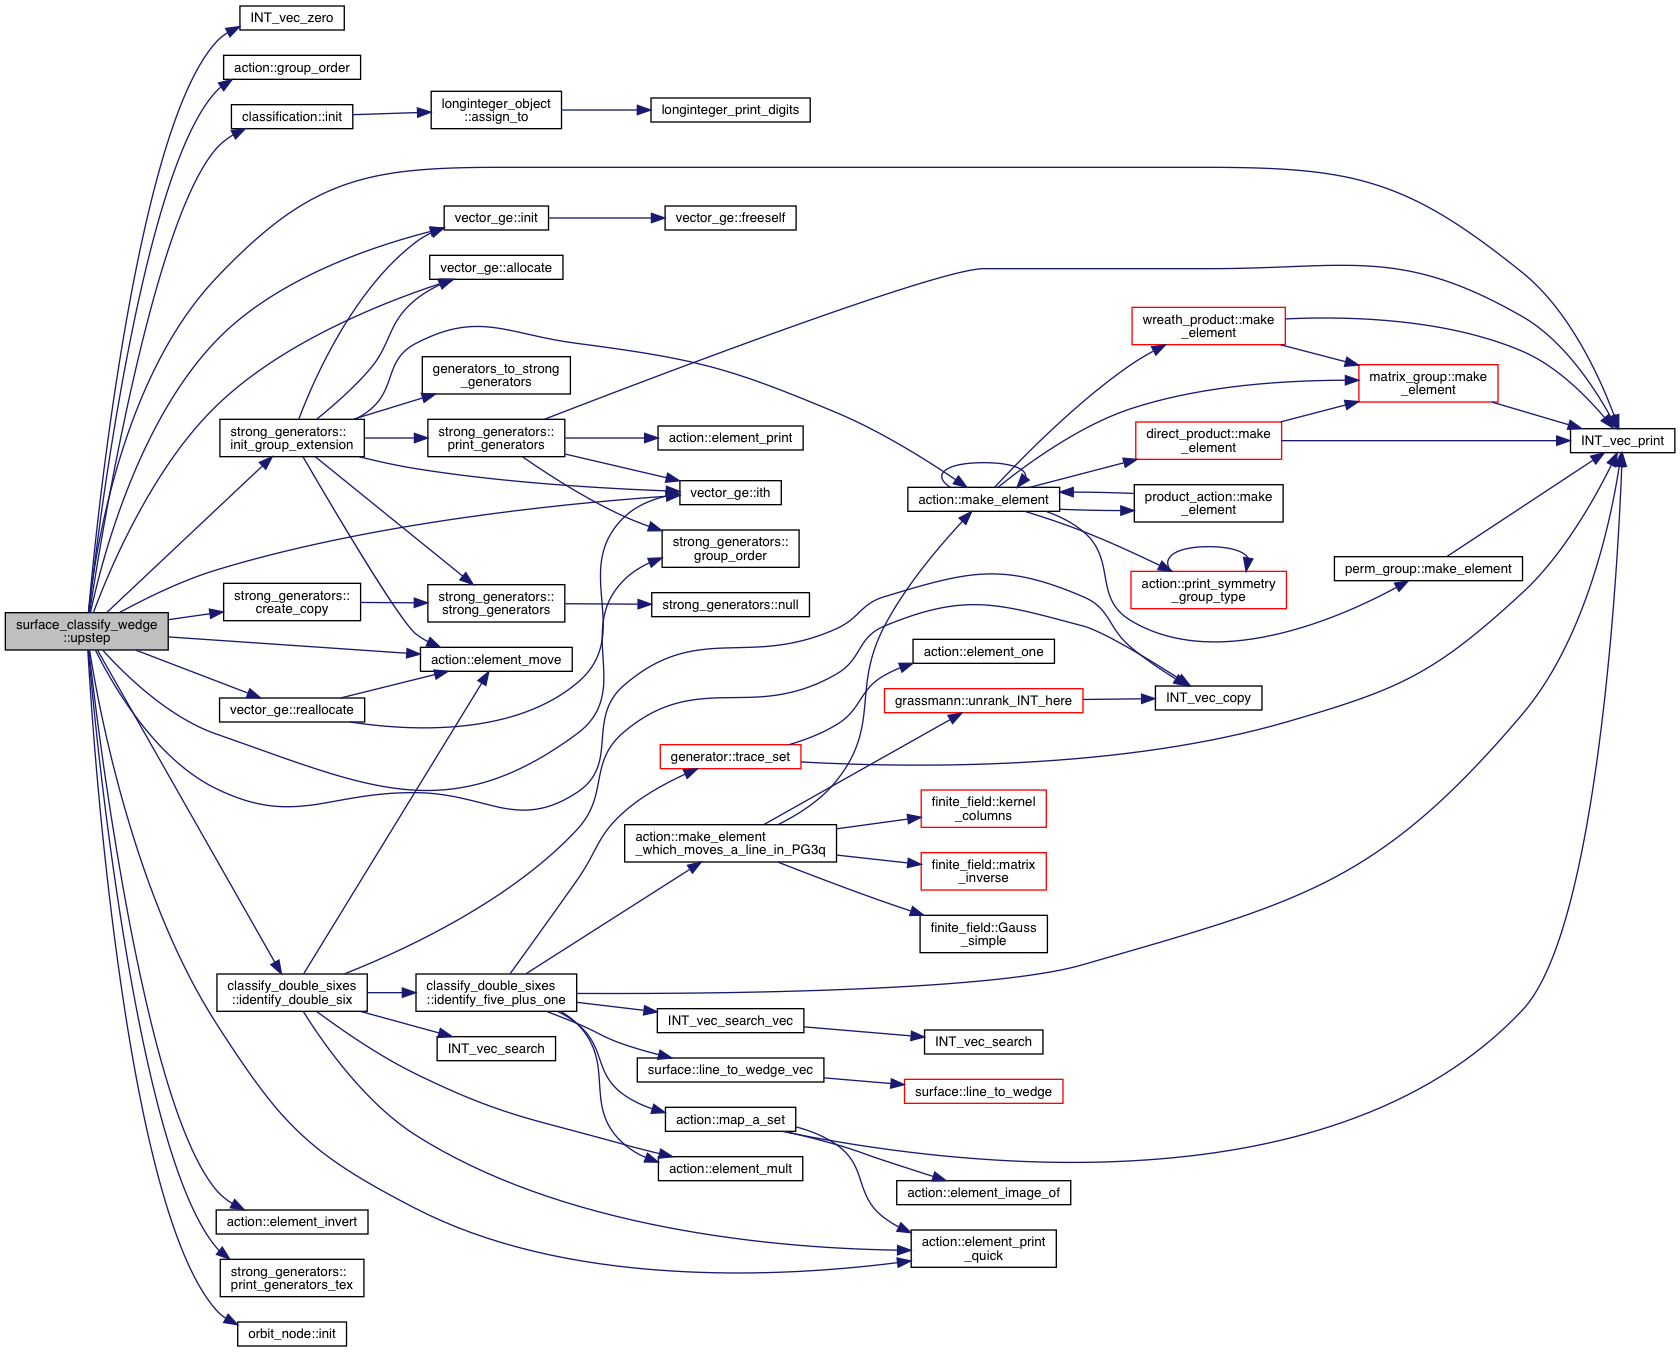 INT_vec_zero
action::group_order
classification::init
longinteger_object
::assign_to
longinteger_print_digits
vector_ge::init
vector_ge::freeself
vector_ge::allocate
wreath_product::make
_element
generators_to_strong
_generators
matrix_group::make
_element
strong_generators::
init_group_extension
strong_generators::
print_generators
action::element_print
direct_product::make
_element
INT_vec_print
vector_ge::ith
action::make_element
product_action::make
_element
strong_generators::
group_order
perm_group::make_element
action::print_symmetry
_group_type
strong_generators::
create_copy
strong_generators::
strong_generators
strong_generators::null
surface_classify_wedge
::upstep
action::element_move
action::element_one
vector_ge::reallocate
grassmann::unrank_INT_here
INT_vec_copy
generator::trace_set
finite_field::kernel
_columns
action::make_element
_which_moves_a_line_in_PG3q
finite_field::matrix
_inverse
finite_field::Gauss
_simple
classify_double_sixes
::identify_double_six
classify_double_sixes
::identify_five_plus_one
INT_vec_search_vec
INT_vec_search
INT_vec_search
surface::line_to_wedge_vec
surface::line_to_wedge
action::map_a_set
action::element_mult
action::element_image_of
action::element_invert
action::element_print
_quick
strong_generators::
print_generators_tex
orbit_node::init